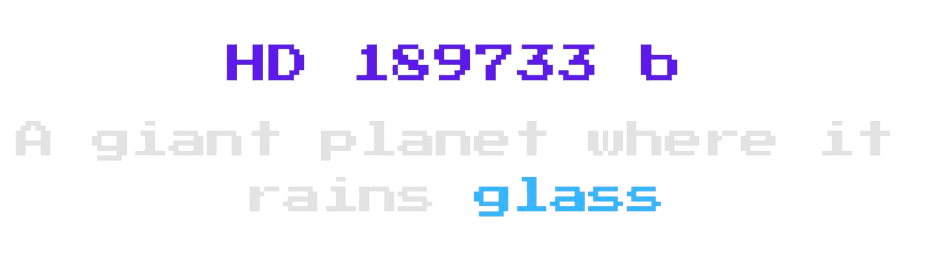 HD 189733 b
A giant planet where it
rains glass